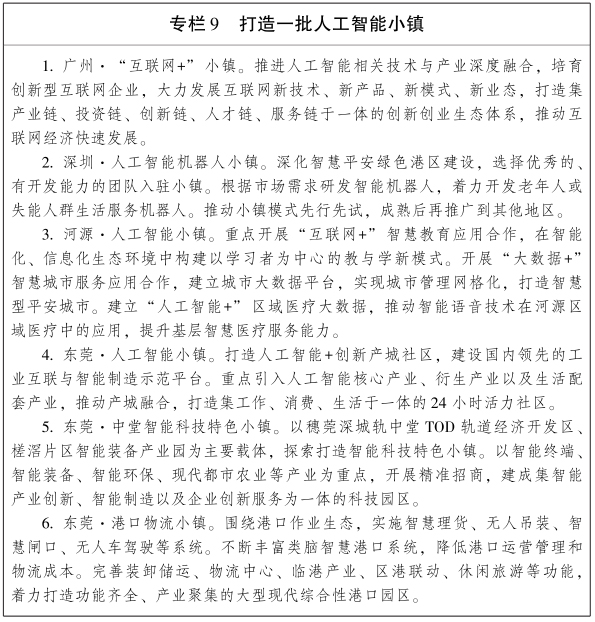 专栏9 打造一批人工智能小镇
1. 广州·“互联网+”小镇。推进人工智能相关技术与产业深度融合，培育
创新型互联网企业，大力发展互联网新技术、新产品、新模式、新业态，打造集
产业链、投资链、创新链、人才链、服务链于一体的创新创业生态体系，推动互
联网经济快速发展。
2. 深圳·人工智能机器人小镇。深化智慧平安绿色港区建设，选择优秀的、
有开发能力的团队入驻小镇。根据市场需求研发智能机器人，着力开发老年人或
失能人群生活服务机器人。推动小镇模式先行先试，成熟后再推广到其他地区。
3. 河源·人工智能小镇。重点开展“互联网+”智慧教育应用合作，在智能
化、信息化生态环境中构建以学习者为中心的教与学新模式。开展“大数据+”
智慧城市服务应用合作，建立城市大数据平台，实现城市管理网格化，打造智慧
型平安城市。建立“人工智能+”区域医疗大数据，推动智能语音技术在河源区
域医疗中的应用，提升基层智慧医疗服务能力。
4. 东莞·人工智能小镇。打造人工智能+创新产城社区，建设国内领先的工
业互联与智能制造示范平台。重点引入人工智能核心产业、衍生产业以及生活配
套产业，推动产城融合，打造集工作、消费、生活于一体的24小时活力社区。
5. 东莞·中堂智能科技特色小镇。以穗莞深城轨中堂TOD轨道经济开发区、
槎滘片区智能装备产业园为主要载体，探索打造智能科技特色小镇。以智能终端、
智能装备、智能环保、现代都市农业等产业为重点，开展精准招商，建成集智能
产业创新、智能制造以及企业创新服务为一体的科技园区。
6. 东莞·港口物流小镇。围绕港口作业生态，实施智慧理货、无人吊装、智
慧闸口、无人车驾驶等系统。不断丰富类脑智慧港口系统，降低港口运营管理和
物流成本。完善装卸储运、物流中心、临港产业、区港联动、休闲旅游等功能，
着力打造功能齐全、产业聚集的大型现代综合性港口园区。